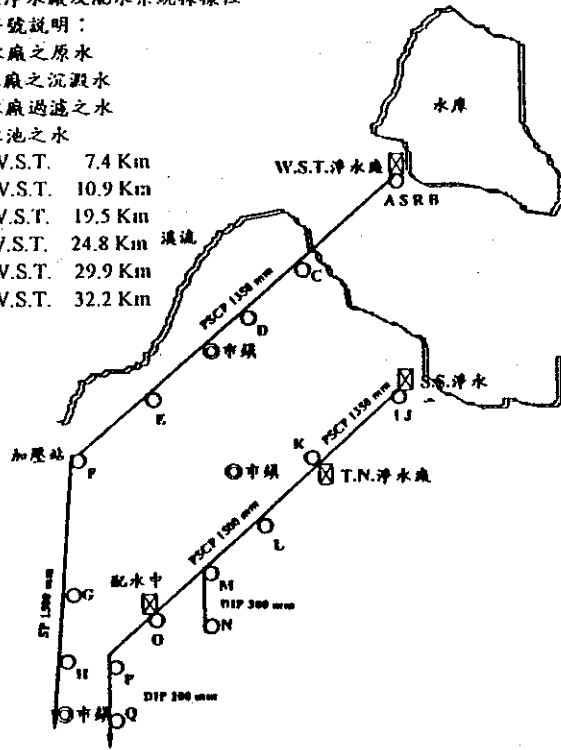 淨水廠及配水系統採樣位
號說明：
廠之原水
廠之沉澱水
廠過濾之水
池之水
W.S.T. 7.4 Km
W.S.T. 10.9 Km
W.S.T. 19.5 Km
W.S.T. 24.8 Km
W.S.T. 29.9 Km
W.S.T. 32.2 Km
水庫
W.S.T.淨水廠
A S R B
溪流
C
PSCP 1350 mm
D
市鎮
E
S.S.淨水
I J
加壓站
F
PSCP 1350 mm
K
市鎮
T.N.淨水廠
PSCP 1500 mm
L
配水中
M
G
SP 1500 mm
DIP 300 mm
O
N
H
P
DIP 200 mm
市鎮
Q